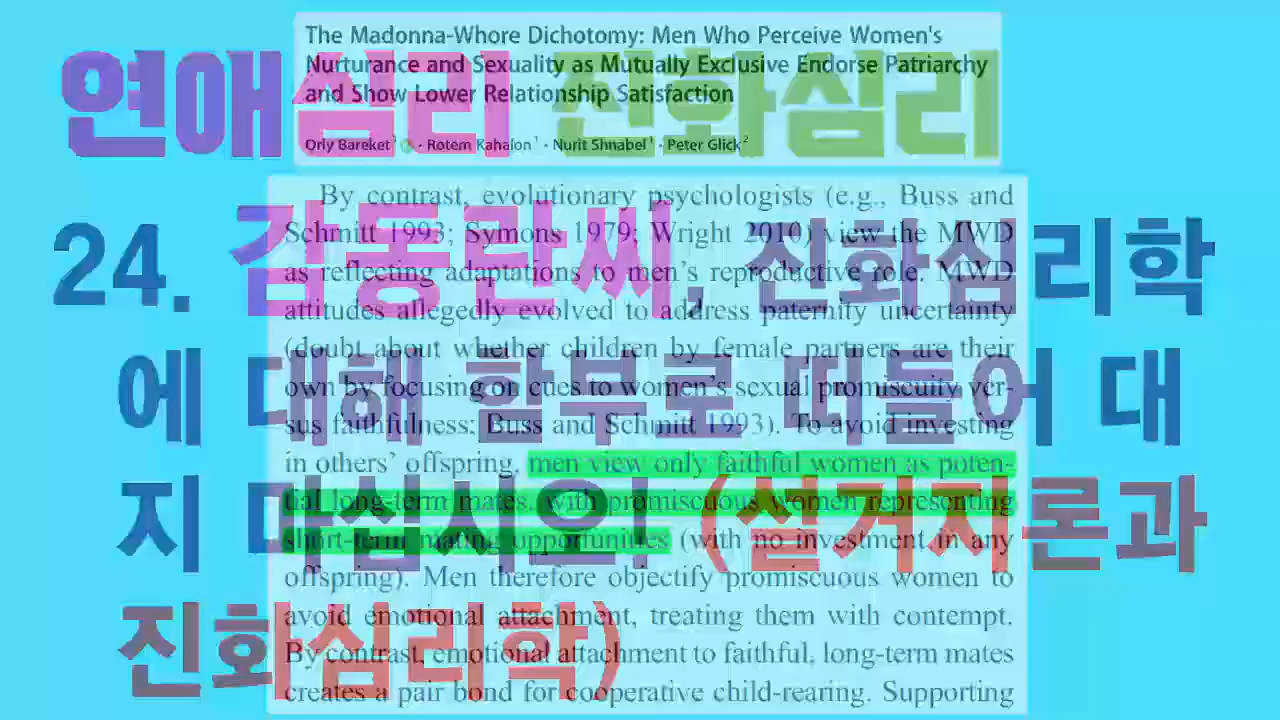 The Madonna-Whore Dichotomy: Men Who Perceive Women's
Nurturance and Sexuality as Mutually Exclusive Endorse Patriarchy
and Show Lower Relationship Satisfaction
Orly Bareket¹ · Rotem Kahalon¹ · Nurit Shnabel¹ · Peter Glick²
연애심리 진화심리
24. 김동란씨, 진화심리학
에 대해 함부로 떠들어 대
지 마십시오! (설거지론과
진화심리학)
By contrast, evolutionary psychologists (e.g., Buss and
Schmitt 1993; Symons 1979; Wright 2010) view the MWD
as reflecting adaptations to men's reproductive role. MWD
attitudes allegedly evolved to address paternity uncertainty
(doubt about whether children by female partners are their
own by focusing on cues to women's sexual promiscuity ver-
sus faithfulness; Buss and Schmitt 1993). To avoid investing
in others' offspring, men view only faithful women as poten-
tial long-term mates, with promiscuous women representing
short-term mating opportunities (with no investment in any
offspring). Men therefore objectify promiscuous women to
avoid emotional attachment, treating them with contempt.
By contrast, emotional attachment to faithful, long-term mates
creates a pair bond for cooperative child-rearing. Supporting